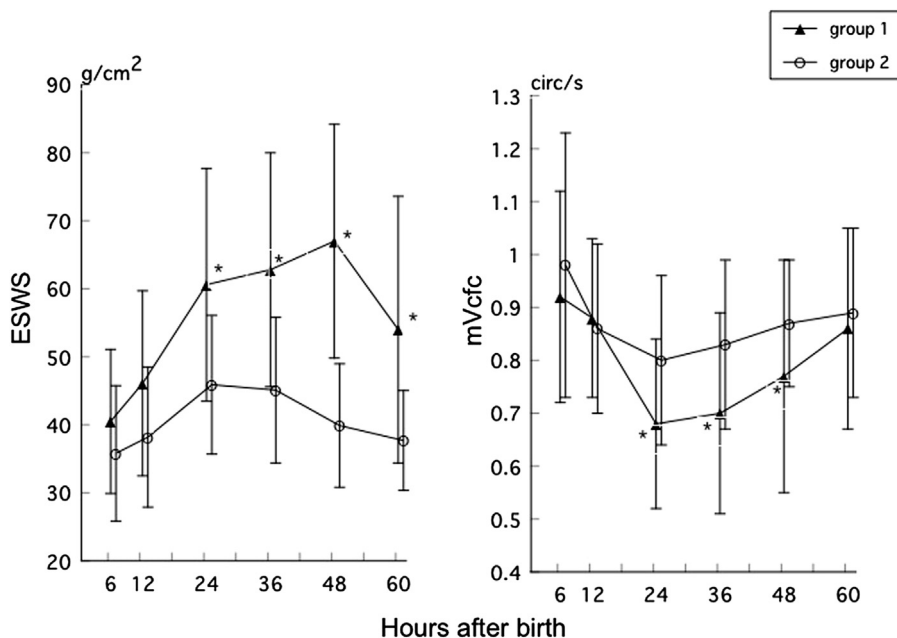 group 1
group 2
g/cm2
90
80
70
60
50
40
30
20
ESWS
* * * *
6 12 24 36 48 60
circ/s
1.3
1.2
1.1
1
0.9
0.8
0.7
0.6
0.5
0.4
mVcfc
* * *
6 12 24 36 48 60
Hours after birth